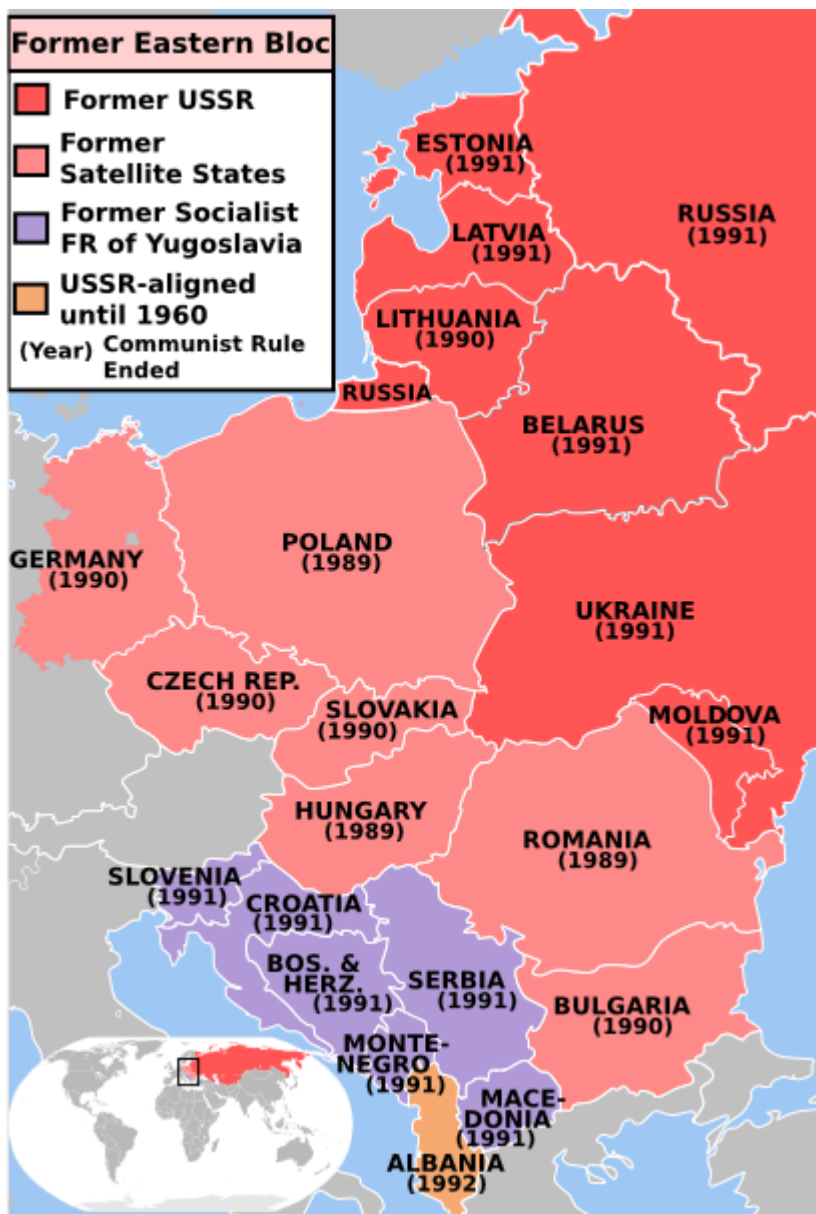 Former Eastern Bloc
Former USSR
Former
Satellite States
Former Socialist
FR of Yugoslavia
USSR-aligned
until 1960
(Year) Communist Rule
Ended
ESTONIA
(1991)
RUSSIA
(1991)
LATVIA
(1991)
LITHUANIA
(1990)
RUSSIA
BELARUS
(1991)
POLAND
(1989)
GERMANY
(1990)
UKRAINE
(1991)
CZECH REP.
(1990)
SLOVAKIA
(1990)
MOLDOVA
(1991)
HUNGARY
(1989)
ROMANIA
(1989)
SLOVENIA
(1991)
CROATIA
(1991)
BOS. &
HERZ.
(1991)
SERBIA
(1991)
BULGARIA
(1990)
MONTE-
NEGRO
(1991)
MACE-
DONIA
(1991)
ALBANIA
(1992)